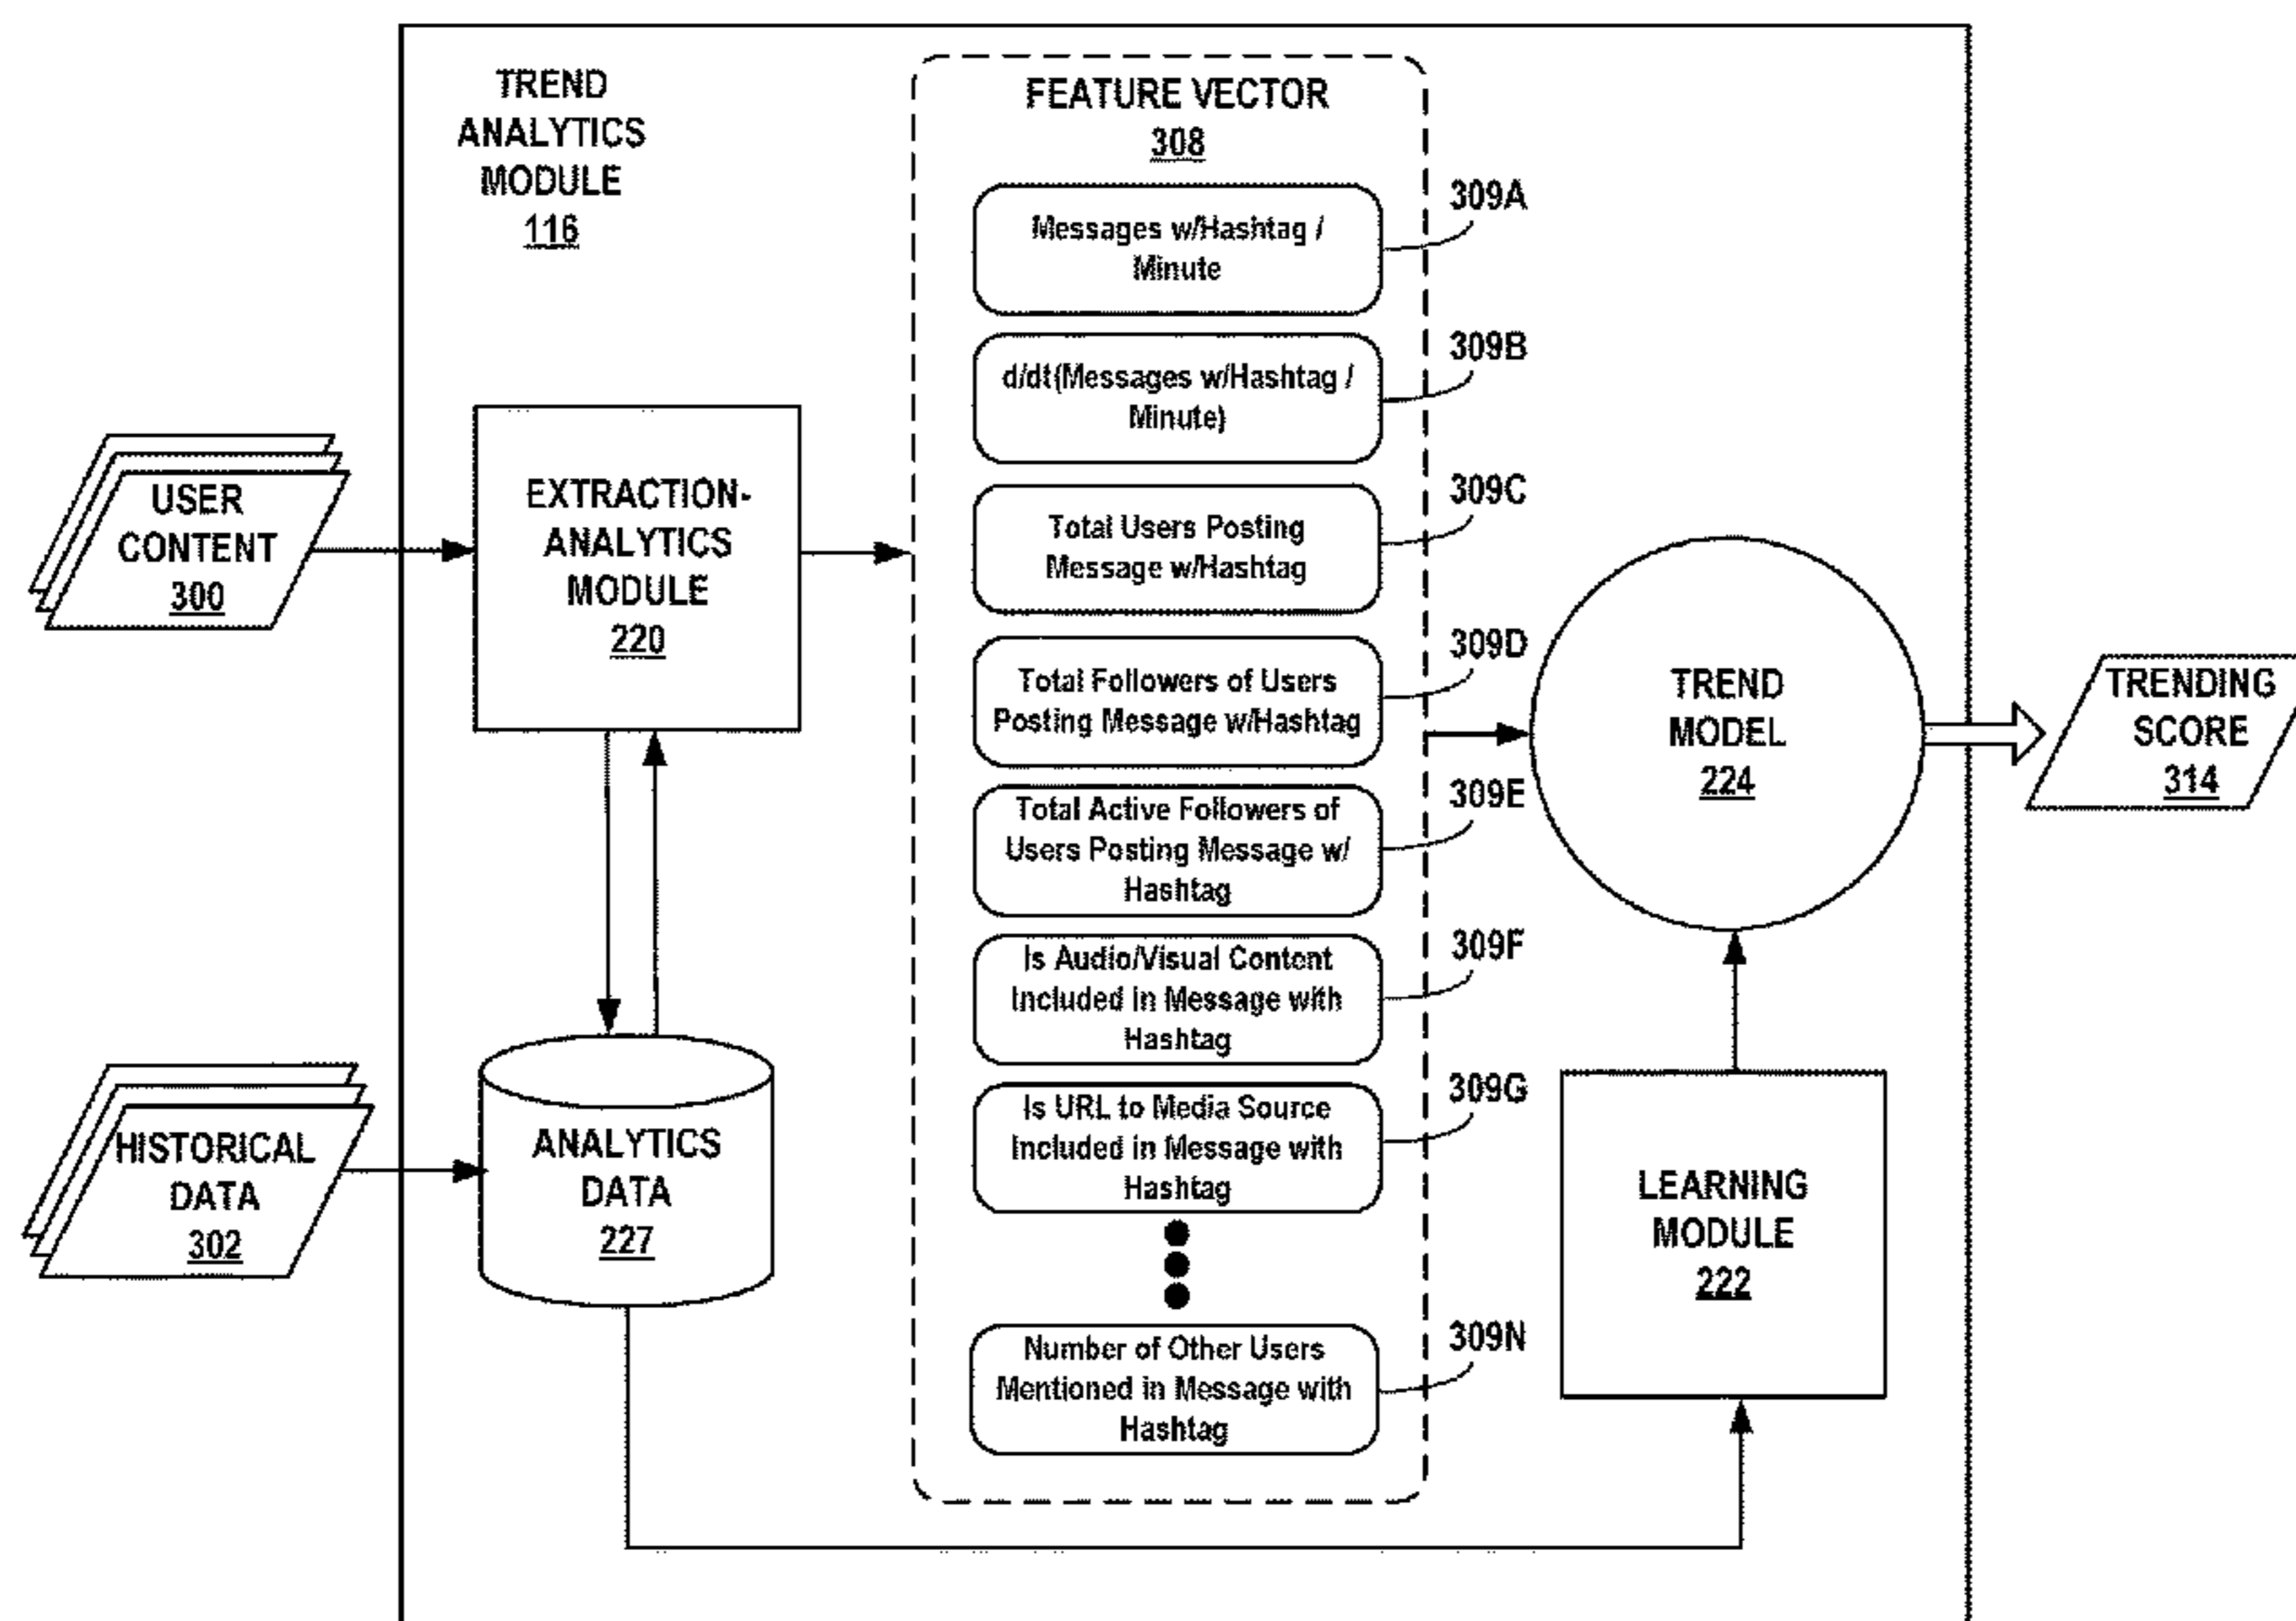 TREND
ANALYTICS
MODULE
116
USER
CONTENT
300
EXTRACTION-
ANALYTICS
MODULE
220
HISTORICAL
DATA
302
ANALYTICS
DATA
227
FEATURE VECTOR
308
Messages w/Hashtag /
Minute
309A
d/dt(Messages w/Hashtag /
Minute)
309B
Total Users Posting
Message w/Hashtag
309C
Total Followers of Users
Posting Message w/Hashtag
309D
Total Active Followers of
Users Posting Message w/
Hashtag
309E
Is Audio/Visual Content
Included in Message with
Hashtag
309F
Is URL to Media Source
Included in Message with
Hashtag
309G
Number of Other Users
Mentioned in Message with
Hashtag
309N
TREND
MODEL
224
LEARNING
MODULE
222
TRENDING
SCORE
314